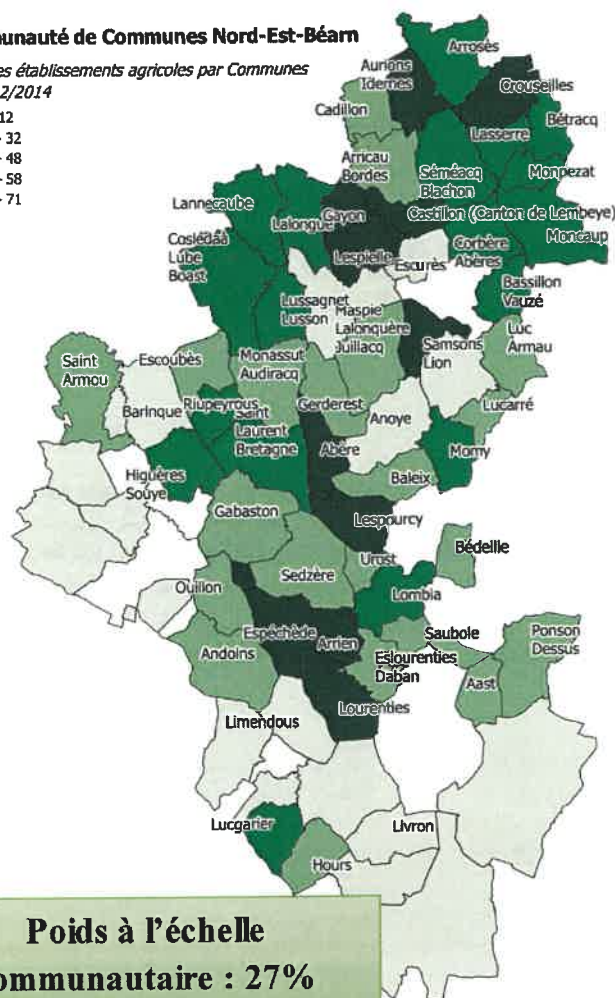 munauté de Communes Nord-Est-Béarn
es établissements agricoles par Communes
2/2014
12
- 32
- 48
- 58
- 71
Arrosès
Aurions
Idernes
Crouseilles
Cadillon
Bétracq
Lasserre
Arricau
Bordes
Séméacq
Blachon
Monpezat
Lannecaube
Gayon
Castillon (Canton de Lembeye)
Lalongue
Moncaup
Coslédaà
Lube
Boast
Lespielle
Escurès
Corbère
Abères
Bassillon
Vauzé
Lussagnet
Lusson
Maspie
Lalonquère
Juillacq
Samsons
Lion
Luc
Armau
Saint
Armou
Escoubès
Monassut
Audiracq
Lucarré
Barinque
Riupeyrous
Gerderest
Anoye
Saint
Laurent
Bretagne
Abère
Momy
Higuères
Souye
Baleix
Gabaston
Lespourcy
Bédeille
Urost
Ouillon
Sedzère
Lombia
Espéchède
Arrien
Saubole
Ponson
Dessus
Andoins
Eslourenties
Daban
Aast
Lourenties
Limendous
Lucgarier
Livron
Hours
Poids à l'échelle
ommunautaire : 27%